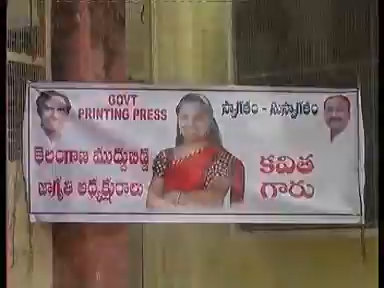 GOVT
PRINTING PRESS
స్వాగతం - సుస్వాగతం
తెలంగాణ ముద్దుబిడ్డ
జాగృతి అధ్యక్షురాలు
కవిత
గారు